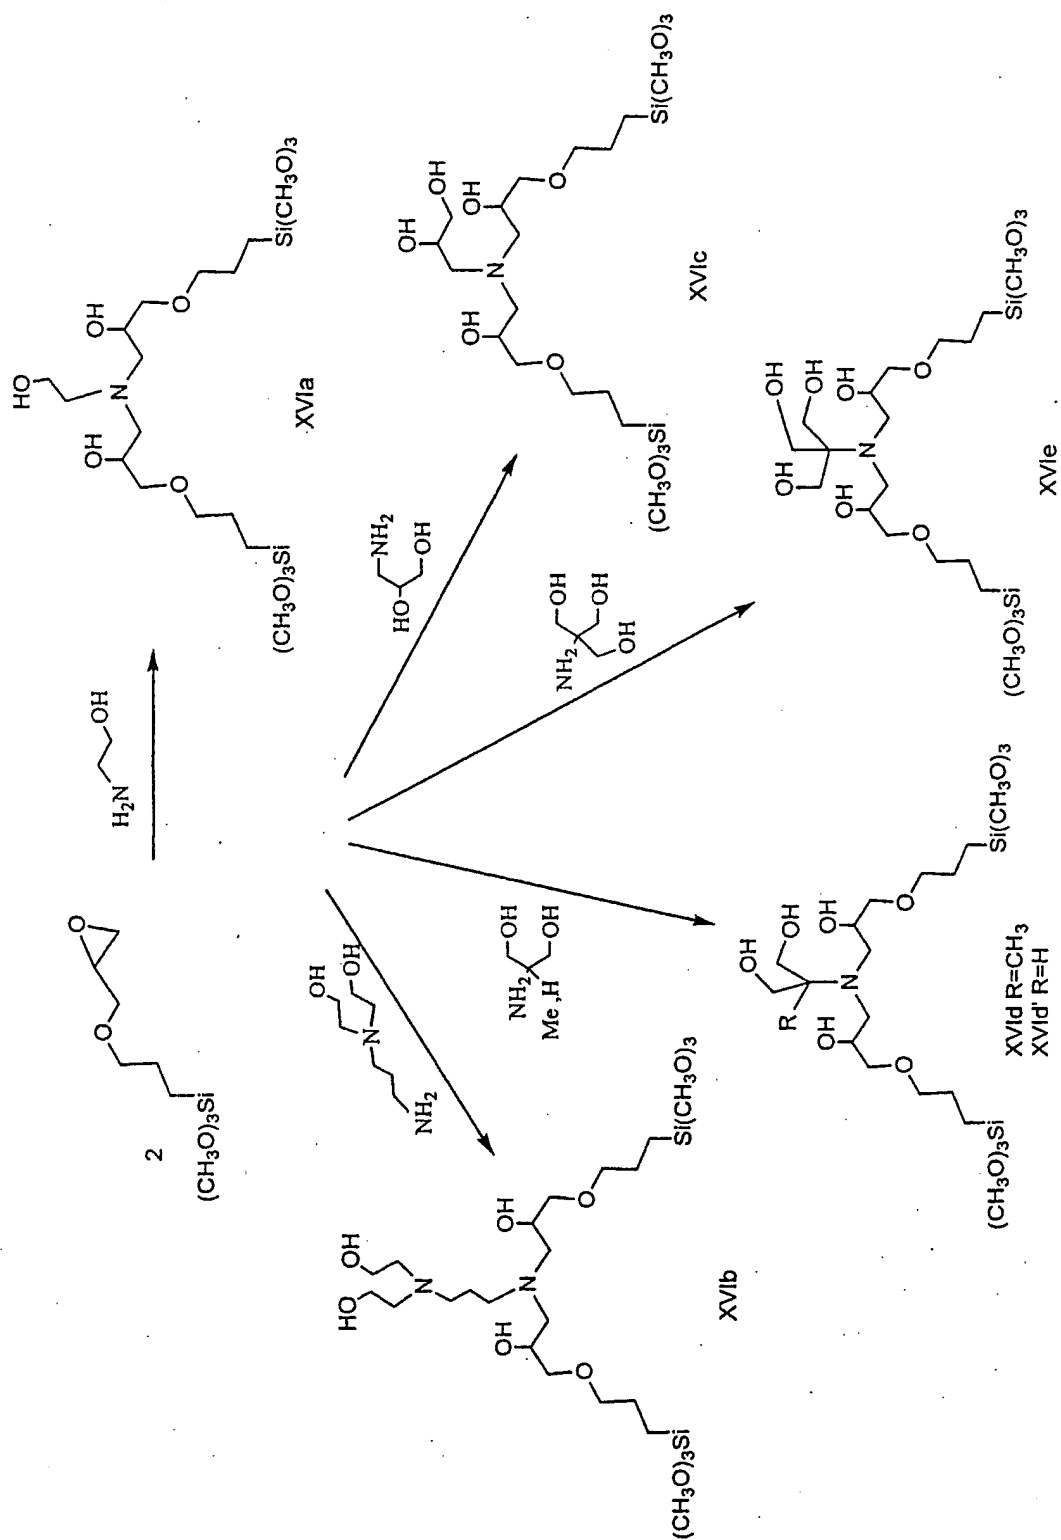 O
O
(CH3O)3Si
2
H2N
OH
HO
OH
OH
N
O
O
(CH3O)3Si
Si(CH3O)3
XVIa
OH
OH
N
NH2
HO
NH2
OH
NH2
OH
OH
Me ,H
NH2
OH
OH
OH
OH
OH
OH
OH
N
O
O
(CH3O)3Si
Si(CH3O)3
XVIc
HO
OH
N
OH
OH
N
O
O
(CH3O)3Si
Si(CH3O)3
XVIb
OH
OH
R
OH
OH
N
O
O
(CH3O)3Si
Si(CH3O)3
XVId R=CH3
XVId' R=H
OH
OH
OH
OH
OH
N
O
O
(CH3O)3Si
Si(CH3O)3
XVIe